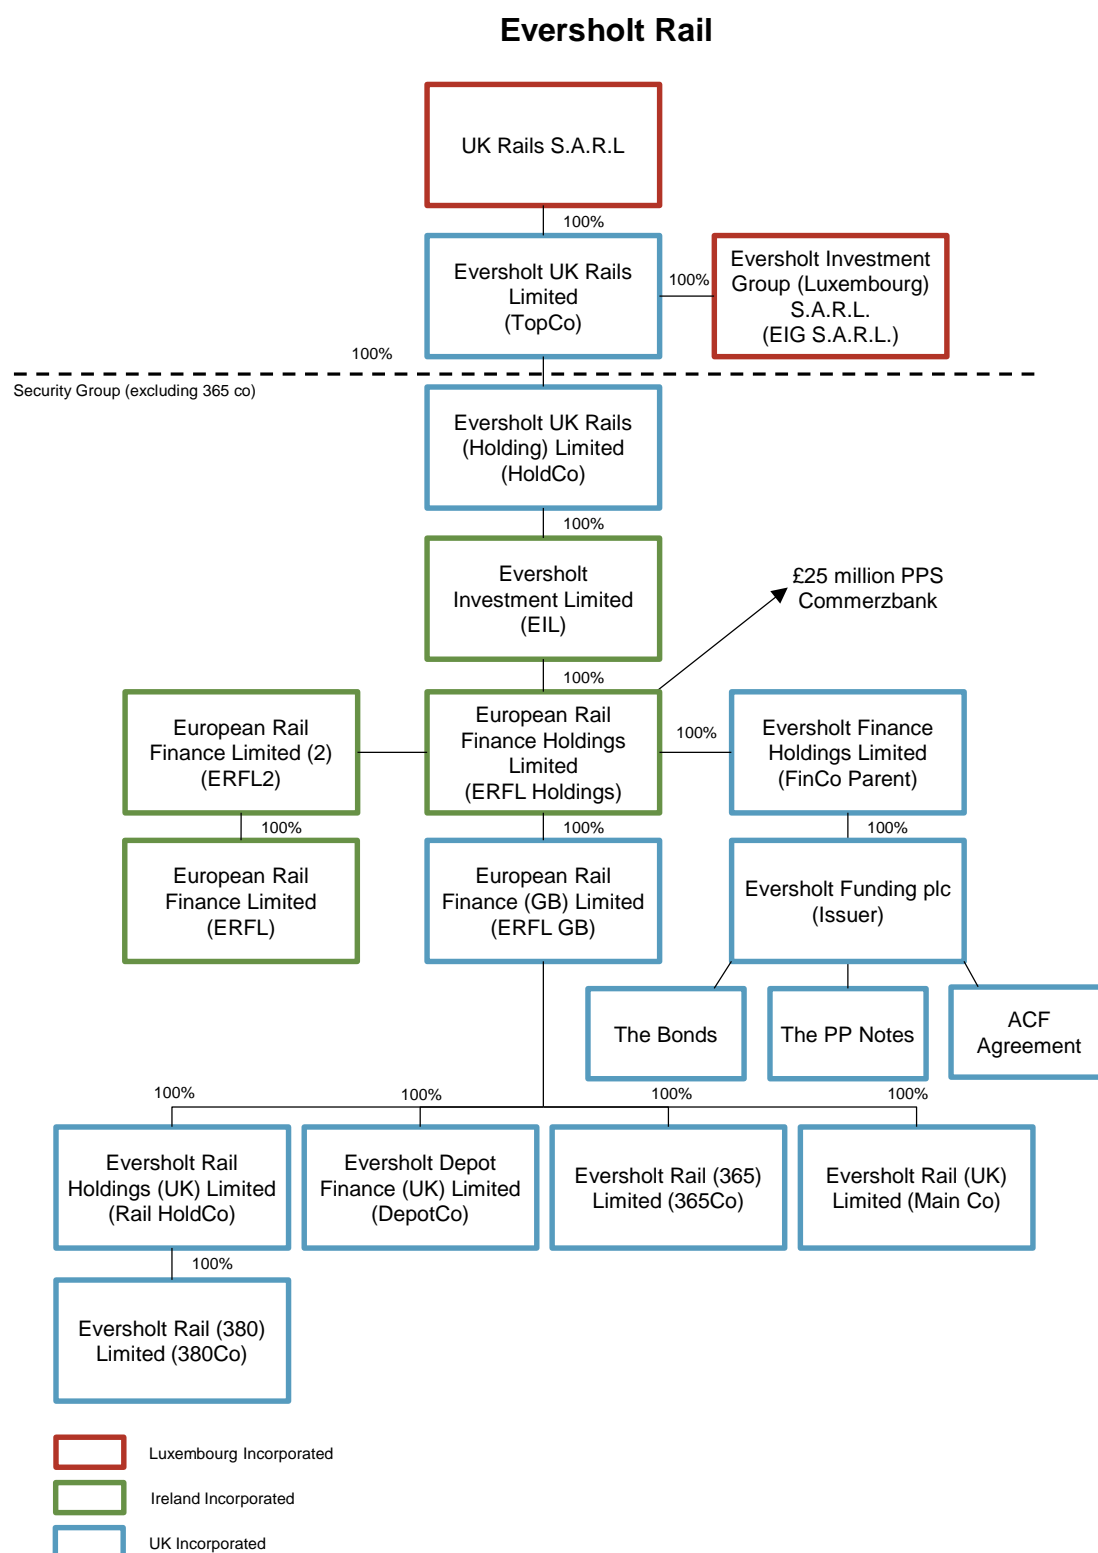 Eversholt Rail
UK Rails S.A.R.L
100%
Eversholt UK Rails
Limited
(TopCo)
100%
Eversholt Investment
Group (Luxembourg)
S.A.R.L.
(EIG S.A.R.L.)
100%
Security Group (excluding 365 co)
Eversholt UK Rails
(Holding) Limited
(HoldCo)
100%
Eversholt
Investment Limited
(EIL)
£25 million PPS
Commerzbank
100%
European Rail
Finance Limited (2)
(ERFL2)
European Rail
Finance Holdings
Limited
(ERFL Holdings)
100%
Eversholt Finance
Holdings Limited
(FinCo Parent)
100%
100%
100%
European Rail
Finance Limited
(ERFL)
European Rail
Finance (GB) Limited
(ERFL GB)
Eversholt Funding plc
(Issuer)
The Bonds
The PP Notes
ACF
Agreement
100%
100%
100%
100%
Eversholt Rail
Holdings (UK) Limited
(Rail HoldCo)
Eversholt Depot
Finance (UK) Limited
(DepotCo)
Eversholt Rail (365)
Limited (365Co)
Eversholt Rail (UK)
Limited (Main Co)
100%
Eversholt Rail (380)
Limited (380Co)
Luxembourg Incorporated
Ireland Incorporated
UK Incorporated